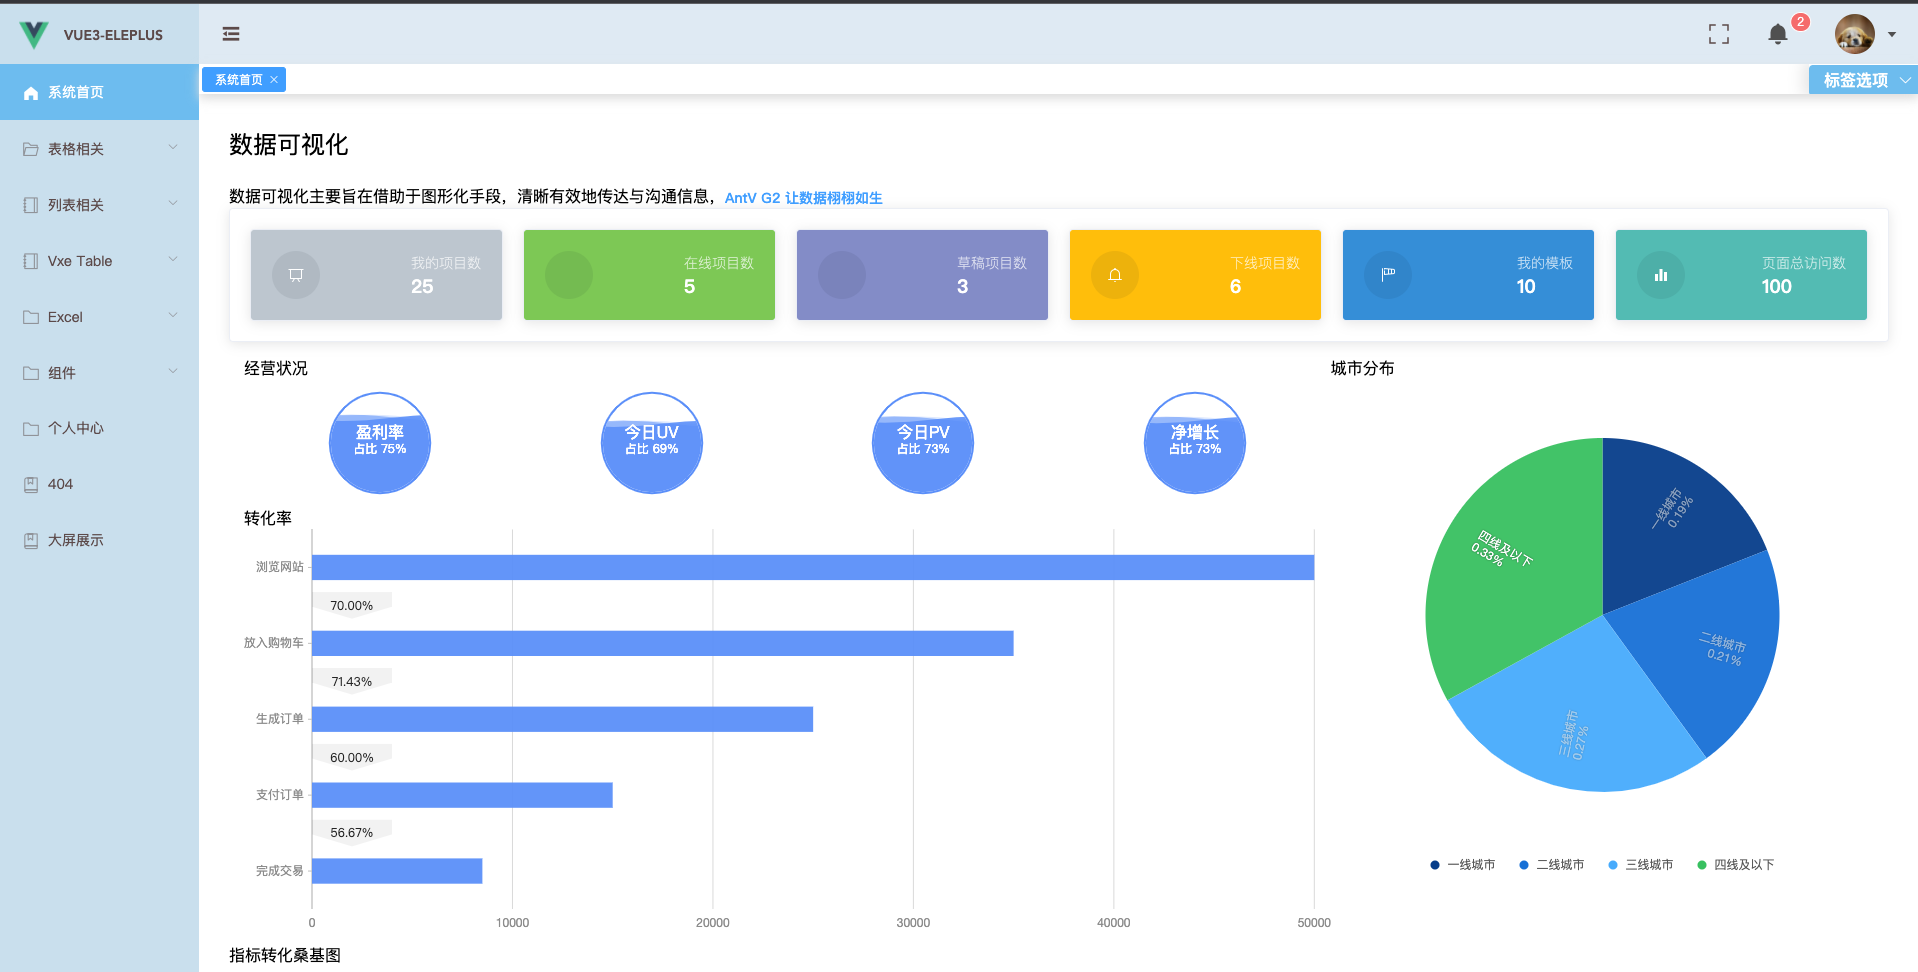 VUE3-ELEPLUS
2
系统首页
表格相关
列表相关
Vxe Table
Excel
组件
个人中心
404
大屏展示
系统首页
标签选项
数据可视化
数据可视化主要旨在借助于图形化手段，清晰有效地传达与沟通信息，AntV G2 让数据栩栩如生
我的项目数
25
在线项目数
5
草稿项目数
3
下线项目数
6
我的模板
10
页面总访问数
100
经营状况
盈利率
占比 75%
今日UV
占比 69%
今日PV
占比 73%
净增长
占比 73%
转化率
浏览网站
70.00%
放入购物车
71.43%
生成订单
60.00%
支付订单
56.67%
完成交易
0 10000 20000 30000 40000 50000
城市分布
一线城市
0.19%
二线城市
0.21%
三线城市
0.27%
四线及以下
0.33%
一线城市 二线城市 三线城市 四线及以下
指标转化桑基图